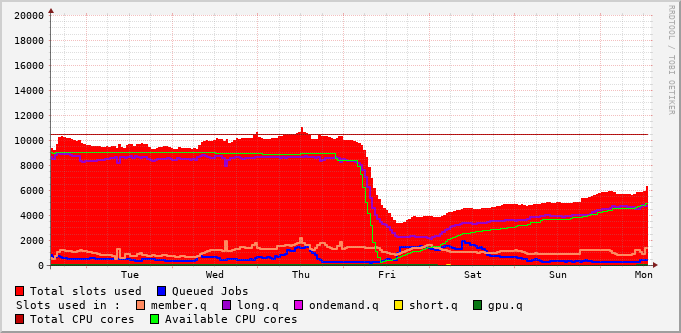 20000
18000
16000
14000
12000
10000
8000
6000
4000
2000
0
Tue Wed Thu Fri Sat Sun Mon
RRDTOOL / TOBI OETIKER
Total slots used Queued Jobs
Slots used in : member.q long.q ondemand.q short.q gpu.q
Total CPU cores Available CPU cores